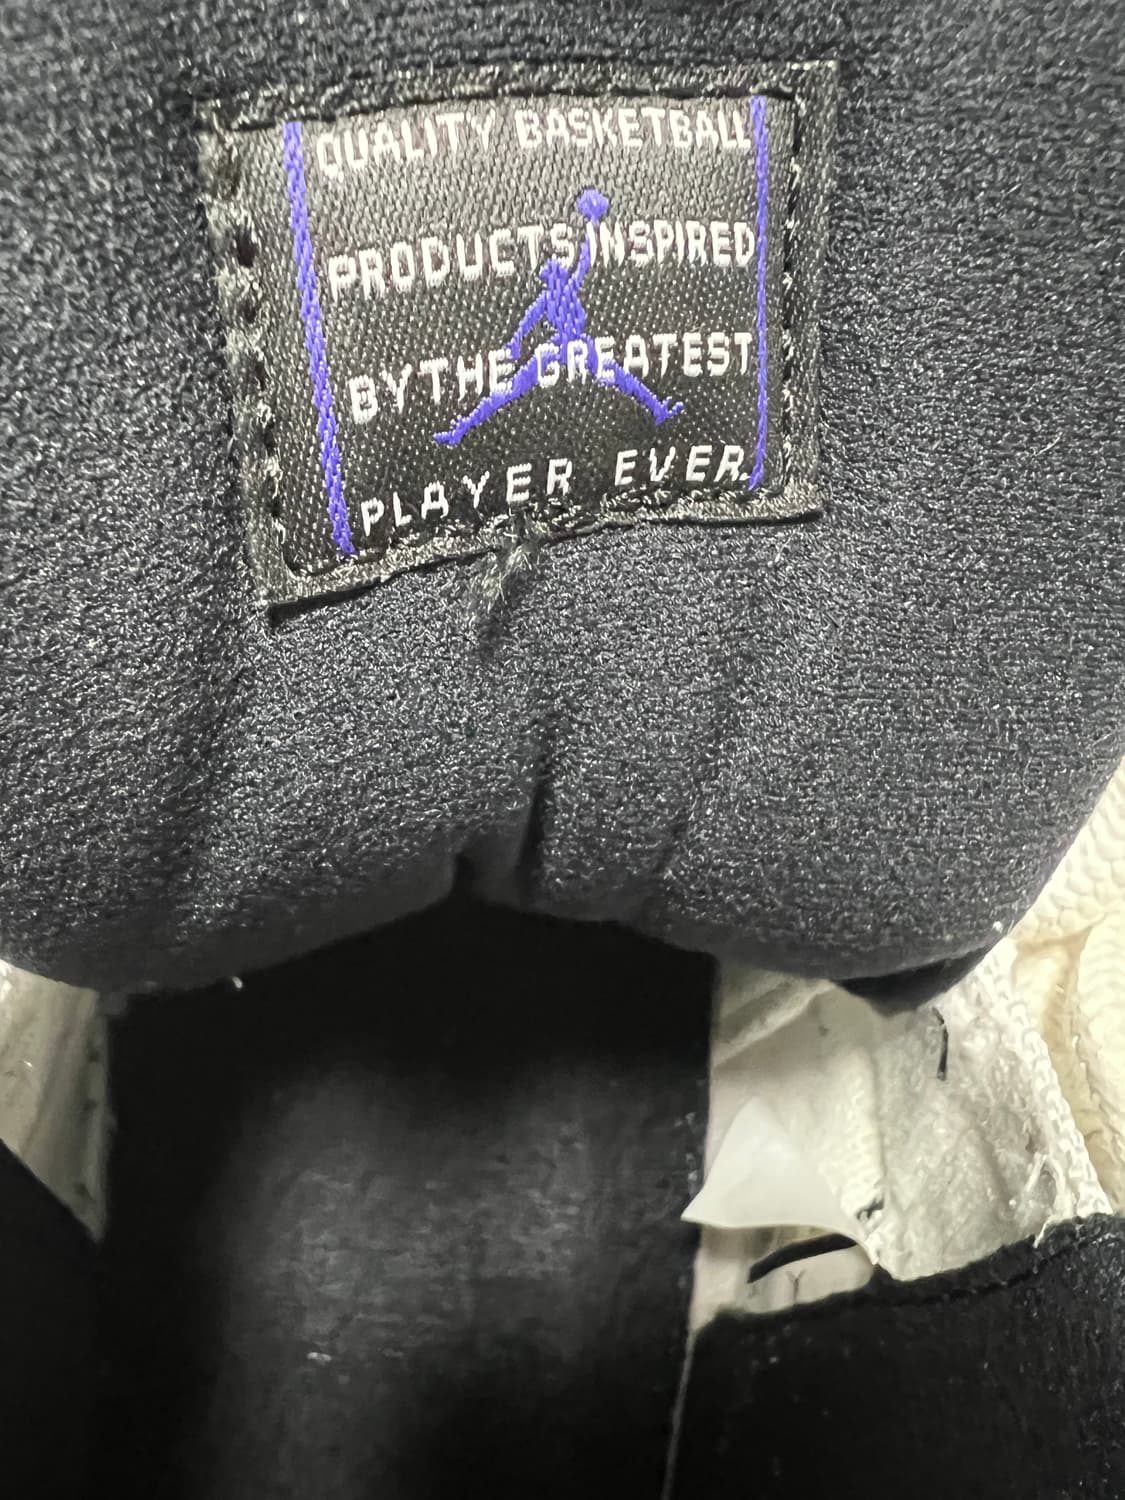 QUALITY BASKETBALL
PRODUCTS INSPIRED
BY THE GREATEST
PLAYER EVER.